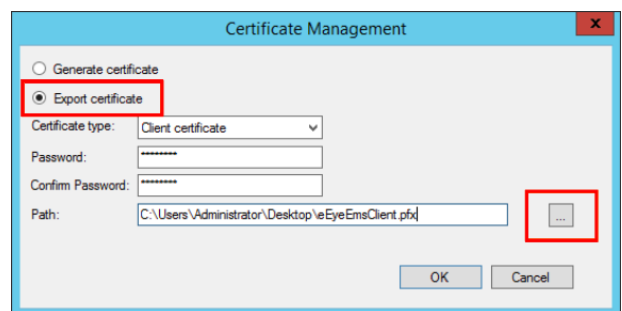 Certificate Management
x
Generate certificate
Export certificate
Certificate type: Client certificate
Password: ********
Confirm Password: ********
Path: C:\Users\Administrator\Desktop\eEyeEmsClient.pfx ...
OK Cancel